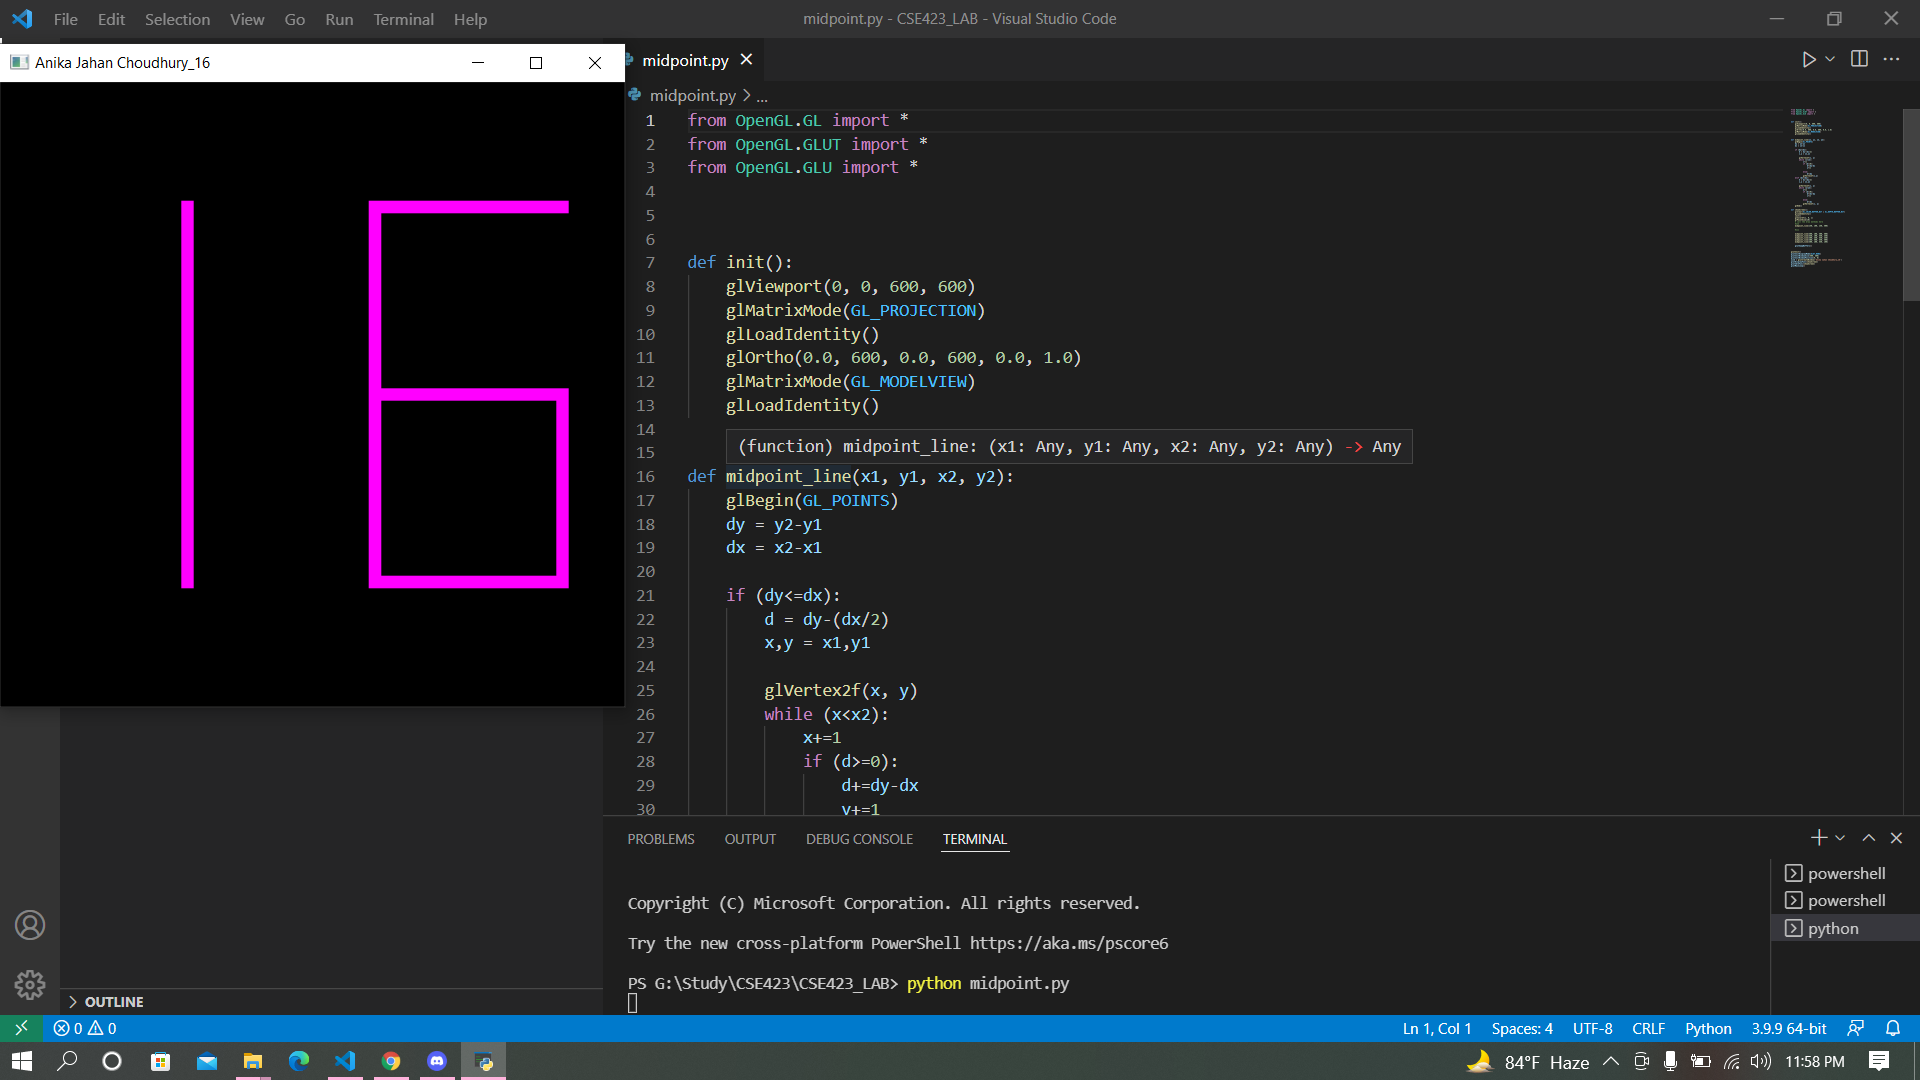 File Edit Selection View Go Run Terminal Help
midpoint.py - CSE423_LAB - Visual Studio Code
Anika Jahan Choudhury_16
16
midpoint.py
midpoint.py > ...
1 from OpenGL.GL import *
2 from OpenGL.GLUT import *
3 from OpenGL.GLU import *
4
5
6
7 def init():
8 glViewport(0, 0, 600, 600)
9 glMatrixMode(GL_PROJECTION)
10 glLoadIdentity()
11 glOrtho(0.0, 600, 0.0, 600, 0.0, 1.0)
12 glMatrixMode(GL_MODELVIEW)
13 glLoadIdentity()
14
(function) midpoint_line: (x1: Any, y1: Any, x2: Any, y2: Any) -> Any
15
16 def midpoint_line(x1, y1, x2, y2):
17 glBegin(GL_POINTS)
18 dy = y2-y1
19 dx = x2-x1
20
21 if (dy<=dx):
22 d = dy-(dx/2)
23 x,y = x1,y1
24
25 glVertex2f(x, y)
26 while (x<x2):
27 x+=1
28 if (d>=0):
29 d+=dy-dx
30 y+=1
PROBLEMS OUTPUT DEBUG CONSOLE TERMINAL
Copyright (C) Microsoft Corporation. All rights reserved.
Try the new cross-platform PowerShell https://aka.ms/pscore6
PS G:\Study\CSE423\CSE423_LAB> python midpoint.py
powershell
powershell
python
OUTLINE
0 0
Ln 1, Col 1 Spaces: 4 UTF-8 CRLF Python 3.9.9 64-bit
84°F Haze
11:58 PM